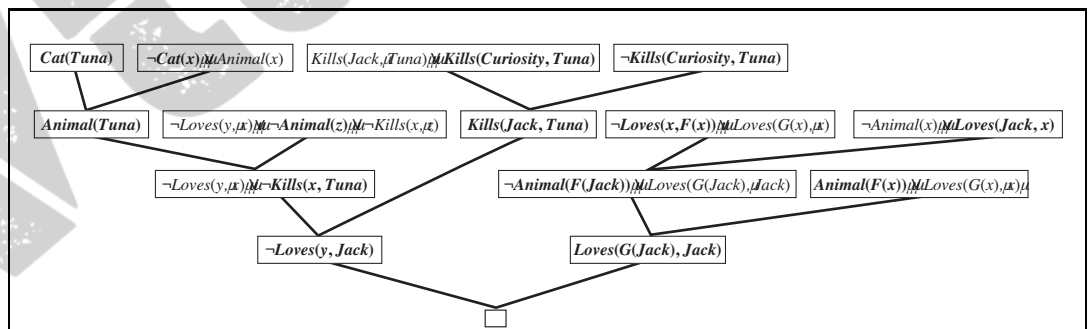 Cat(Tuna) ¬Cat(x) ∨ Animal(x) Kills(Jack, Tuna) ∨ Kills(Curiosity, Tuna) ¬Kills(Curiosity, Tuna)
Animal(Tuna) ¬Loves(y, x) ∨ ¬Animal(z) ∨ ¬Kills(x, z) Kills(Jack, Tuna) ¬Loves(x, F(x)) ∨ Loves(G(x), x) ¬Animal(x) ∨ Loves(Jack, x)
¬Loves(y, x) ∨ ¬Kills(x, Tuna) ¬Animal(F(Jack)) ∨ Loves(G(Jack), Jack) Animal(F(x)) ∨ Loves(G(x), x)
¬Loves(y, Jack) Loves(G(Jack), Jack)